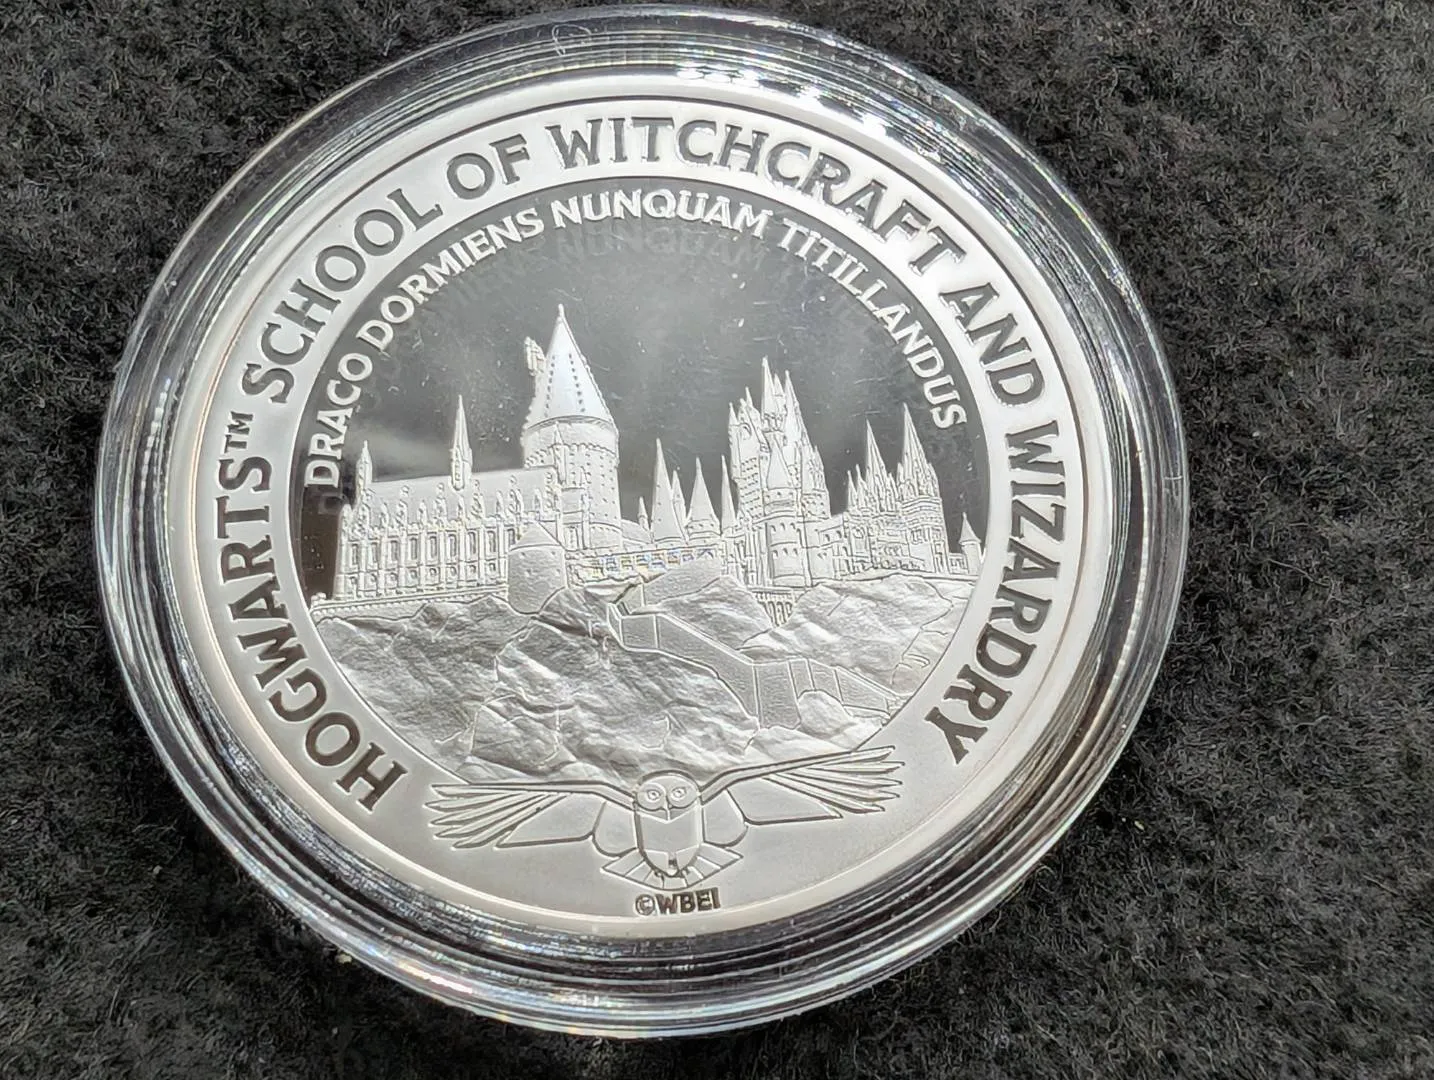 HOGWARTS™ SCHOOL OF WITCHCRAFT AND WIZARDRY
DRACO DORMIENS NUNQUAM TITILLANDUS
©WBEI